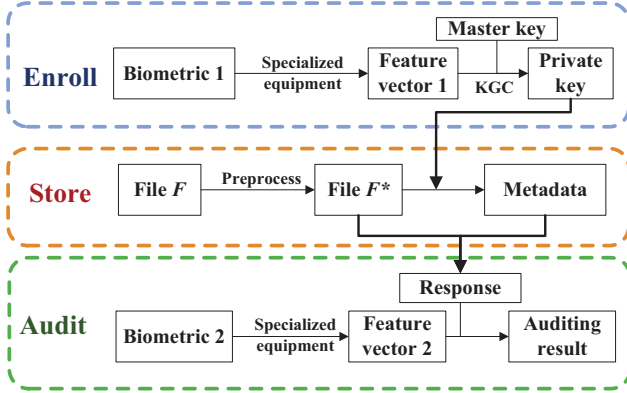 Master key
Enroll
Biometric 1
Specialized
equipment
Feature
vector 1
KGC
Private
key
Store
File F
Preprocess
File F*
Metadata
Response
Audit
Biometric 2
Specialized
equipment
Feature
vector 2
Auditing
result